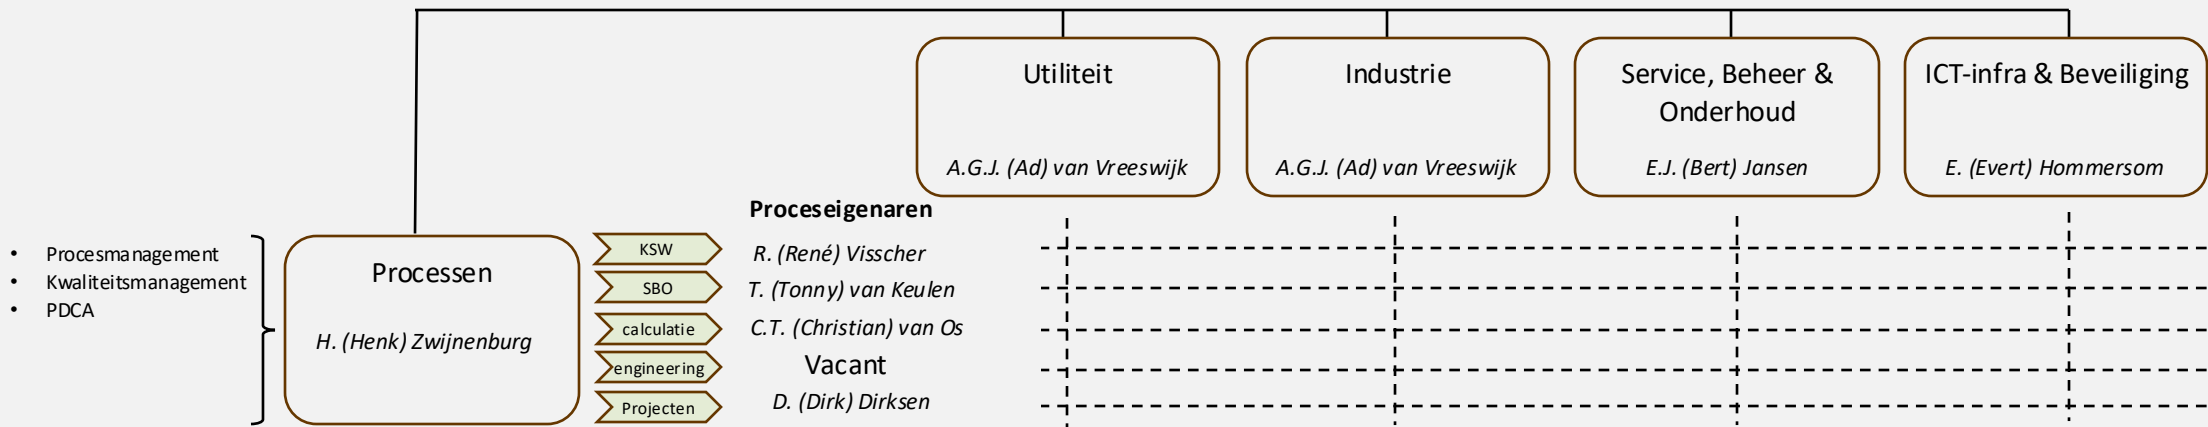 Utiliteit
A.G.J. (Ad) van Vreeswijk
Industrie
A.G.J. (Ad) van Vreeswijk
Service, Beheer &
Onderhoud
E.J. (Bert) Jansen
ICT-infra & Beveiliging
E. (Evert) Hommersom
• Procesmanagement
• Kwaliteitsmanagement
• PDCA
Processen
H. (Henk) Zwijnenburg
Proceseigenaren
KSW R. (René) Visscher
SBO T. (Tonny) van Keulen
calculatie C.T. (Christian) van Os
engineering Vacant
Projecten D. (Dirk) Dirksen